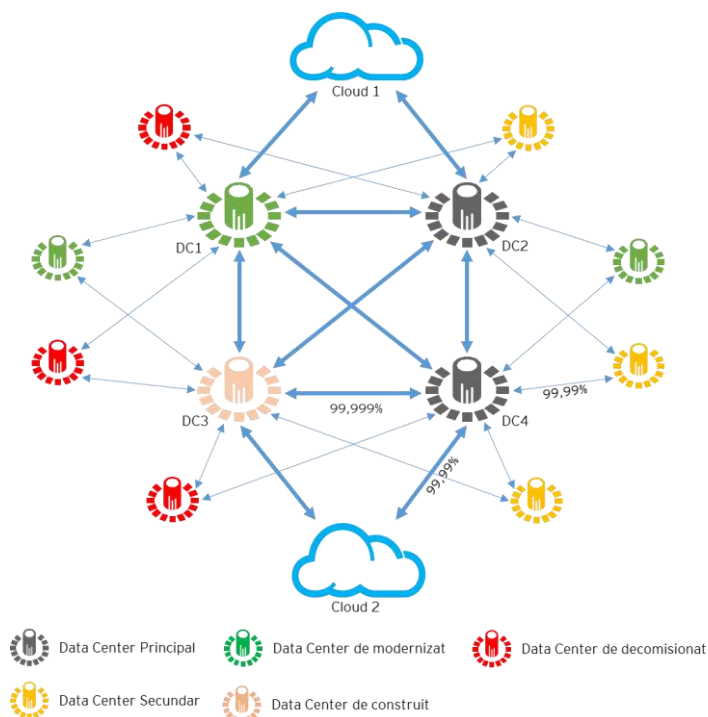 Cloud 1
DC1
DC2
99,999%
99,99%
DC3
DC4
99,99%
Cloud 2
Data Center Principal
Data Center de modernizat
Data Center de decomisionat
Data Center Secundar
Data Center de construit